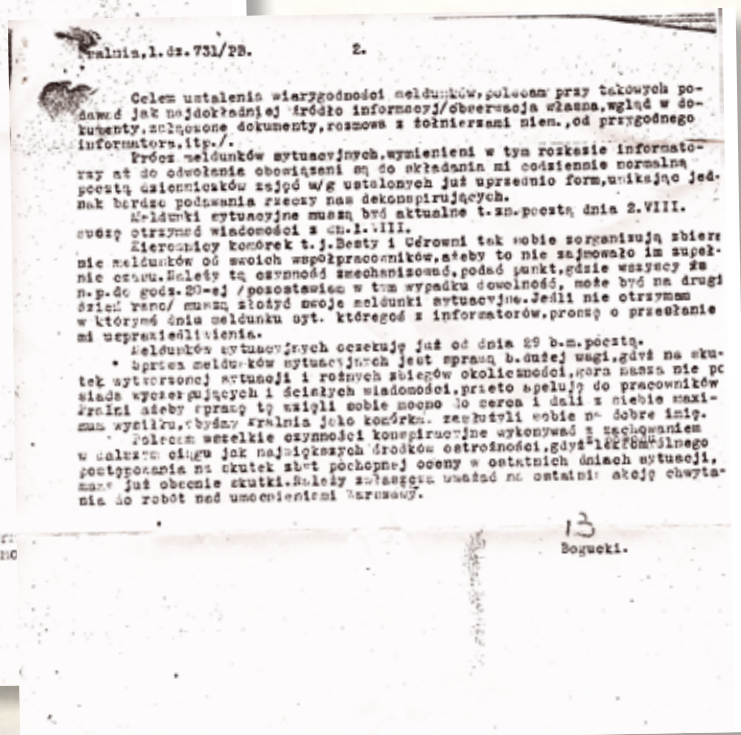 Pralnia,l.dz.731/PB. 2.
Celem ustalenia wiarygodności meldunków,polecam przy takowych po-
dawać jak najdokładniej źródło informacyj/obserwacja własna,wgląd w do-
kumenty,załączone dokumenty,rozmowa z żołnierzami niem.,od przygodnego
informatora,itp./.
Prócz meldunków sytuacyjnych,wymienieni w tym rozkazie informato-
rzy aż do odwołania obowiązani są do składania mi codziennie normalną
pocztą dzienniczków zajęć w/g ustalonych już uprzednio form,unikając jed-
nak bardzo podawania rzeczy nas dekonspirujących.
Meldunki sytuacyjne muszą być aktualne t.zn.pocztą dnia 2.VIII.
muszę otrzymać wiadomości z dn.1.VIII.
Kierownicy komórek t.j.Basty i Cerowni tak sobie zorganizują zbiera
nie meldunków od swoich współpracowników,ażeby to nie zajmowało im zupeł-
nie czasu.Należy tę czynność zmechanizować,podać punkt,gdzie wszyscy
n.p.do godz.20-ej /pozostawiam w tym wypadku dowolność, może być na drugi
dzień rano/ muszą złożyć swoje meldunki sytuacyjne.Jeśli nie otrzymam
w którymś dniu meldunku syt. któregoś z informatorów,proszę o przesłanie
mi usprawiedliwienia.
Meldunków sytuacyjnych oczekuję już od dnia 29 b.m.pocztą.
Sprawa meldunków sytuacyjnych jest sprawą b.dużej wagi,gdyż na sku-
tek wytworzonej sytuacji i rożnych zbiegów okoliczności,góra nasza nie po
siada wyczerpujących i ścisłych wiadomości,przeto apeluję do pracowników
Pralni ażeby sprawę tę wzięli sobie mocno do serca i dali z siebie maxi-
mum wysiłku,byśmy Pralnia jako komórka. zasłużyli sobie na dobre imię.
Polecam wszelkie czynności konspiracyjne wykonywać z zachowaniem
w dalszym ciągu jak największych środków ostrożności,gdyż lekkomyślnego
postępowania na skutek zbyt pochopnej oceny w ostatnich dniach sytuacji,
mamy już obecnie skutki.Należy zwłaszcza uważać na ostatnią akcję chwyta-
nia do robót nad umocnieniami Warszawy.
13
Bogucki.